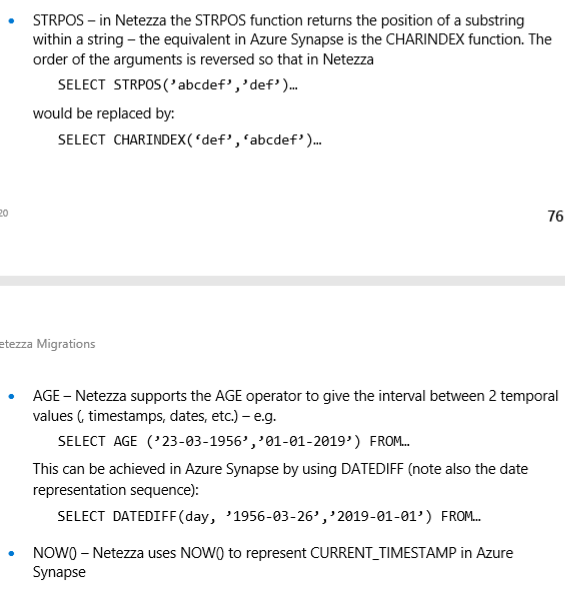 • STRPOS – in Netezza the STRPOS function returns the position of a substring
within a string – the equivalent in Azure Synapse is the CHARINDEX function. The
order of the arguments is reversed so that in Netezza
SELECT STRPOS(’abcdef’,’def’)…
would be replaced by:
SELECT CHARINDEX(‘def’,‘abcdef’)…
20
76
etezza Migrations
• AGE – Netezza supports the AGE operator to give the interval between 2 temporal
values (, timestamps, dates, etc.) – e.g.
SELECT AGE (’23-03-1956’,’01-01-2019’) FROM…
This can be achieved in Azure Synapse by using DATEDIFF (note also the date
representation sequence):
SELECT DATEDIFF(day, ’1956-03-26’,’2019-01-01’) FROM…
• NOW() – Netezza uses NOW() to represent CURRENT_TIMESTAMP in Azure
Synapse